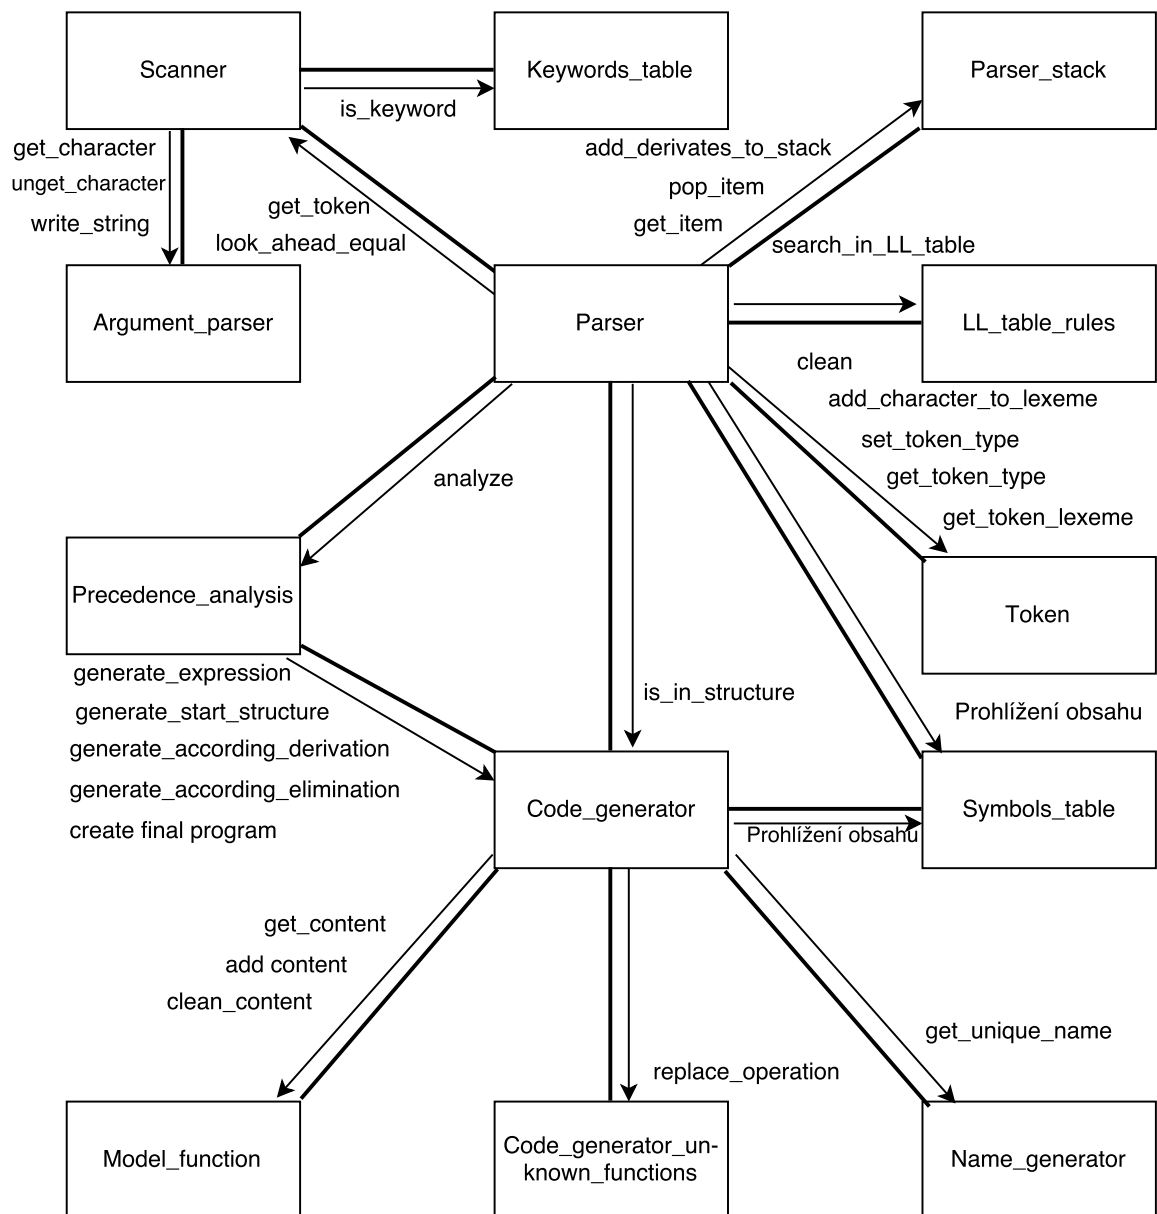 Scanner
Keywords_table
Parser_stack
is_keyword
get_character
unget_character
write_string
get_token
look_ahead_equal
add_derivates_to_stack
pop_item
get_item
search_in_LL_table
Argument_parser
Parser
LL_table_rules
clean
add_character_to_lexeme
set_token_type
get_token_type
get_token_lexeme
analyze
Precedence_analysis
Token
generate_expression
generate_start_structure
generate_according_derivation
generate_according_elimination
create final program
is_in_structure
Prohlížení obsahu
Code_generator
Prohlížení obsahu
Symbols_table
get_content
add content
clean_content
replace_operation
get_unique_name
Model_function
Code_generator_un-
known_functions
Name_generator